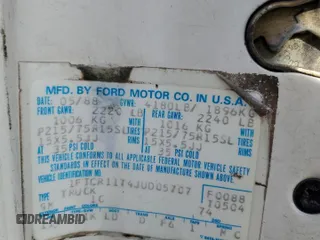 MFD. BY FORD MOTOR CO. IN U.S.A.
DATE: 05/88 GVWR: 4180LB/ 1896KG
FRONT GAWR: 2220 LB REAR GAWR: 2240 LB
1006 KG 1016 KG
P215/75R15SL P215/75R15SL
15X5.5JJ 15X5.5JJ
AT 35 PSI COLD AT 35 PSI COLD
THIS VEHICLE CONFORMS TO ALL APPLICABLE FEDERAL MOTOR VEHICLE SAFETY
STANDARDS IN EFFECT ON THE DATE OF MANUFACTURE SHOWN ABOVE.
F0088
TRUCK T0504
74
DREAMBID.COM